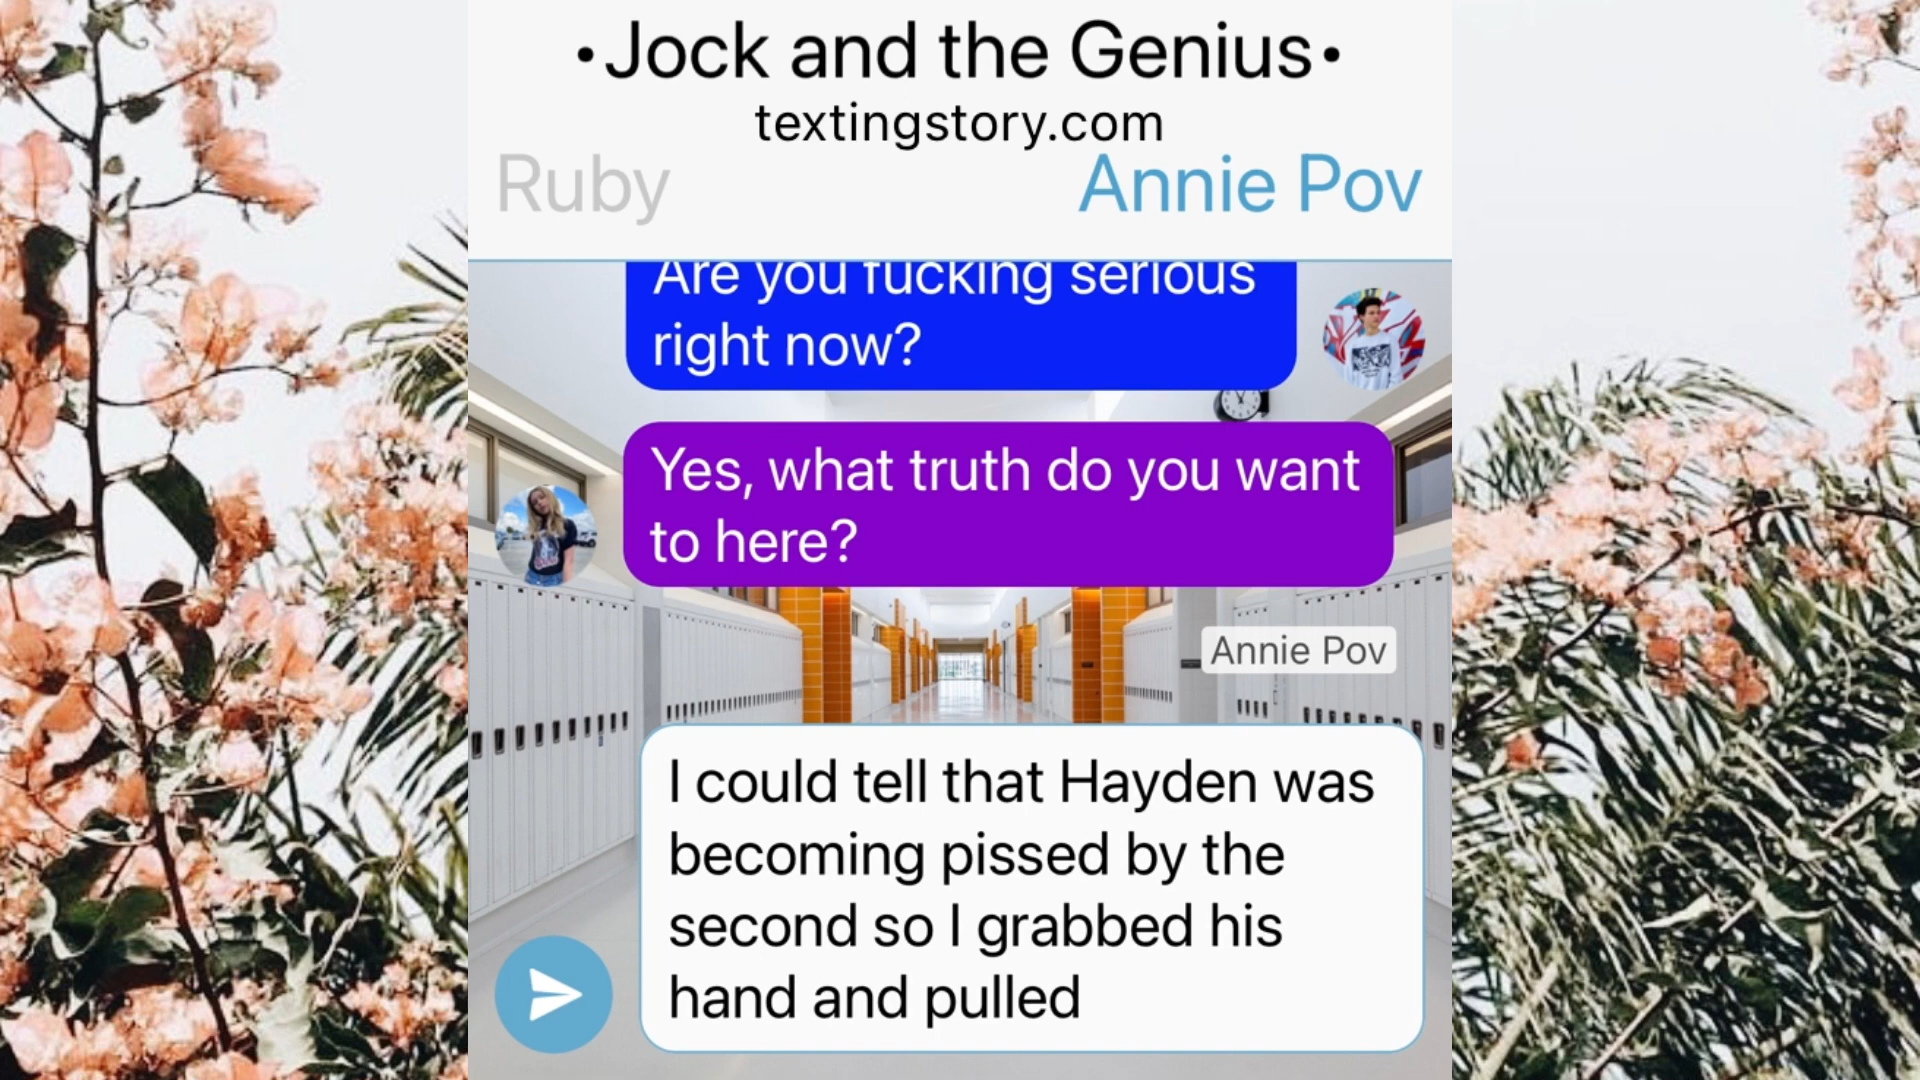 •Jock and the Genius•
textingstory.com
Ruby
Annie Pov
Are you fucking serious
right now?
Yes, what truth do you want
to here?
Annie Pov
I could tell that Hayden was
becoming pissed by the
second so I grabbed his
hand and pulled